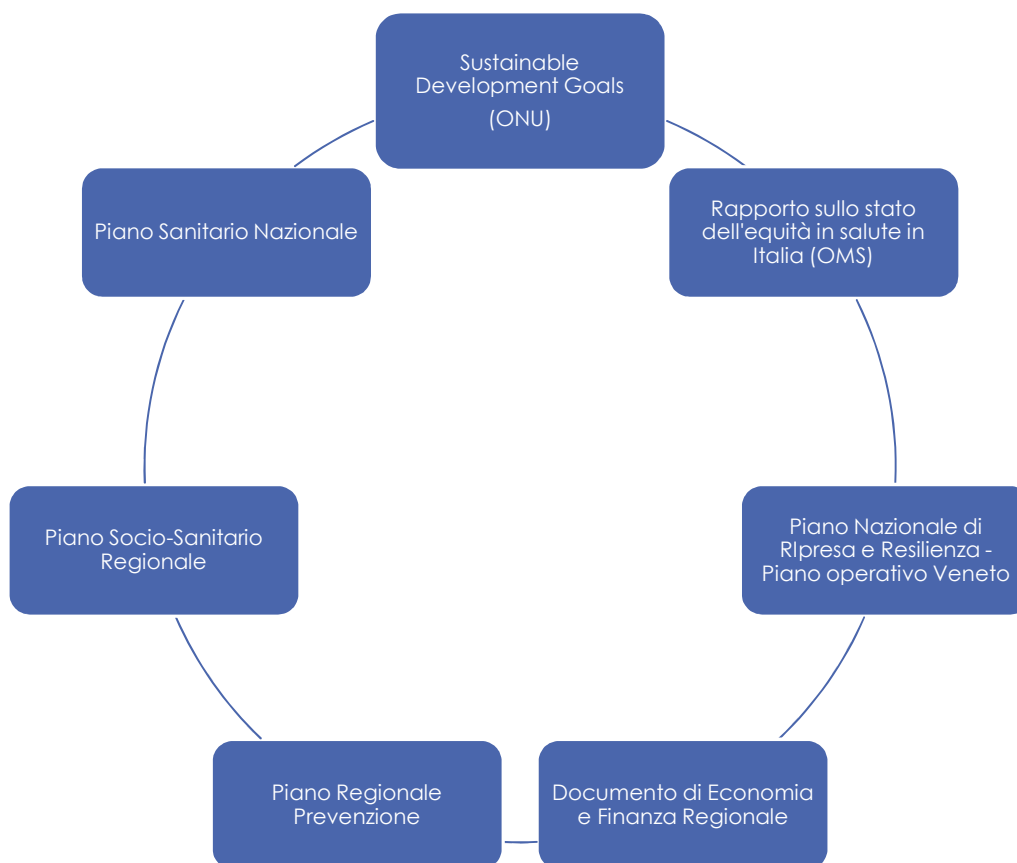 Sustainable
Development Goals
(ONU)
Rapporto sullo stato
dell'equità in salute in
Italia (OMS)
Piano Nazionale di
RIpresa e Resilienza -
Piano operativo Veneto
Documento di Economia
e Finanza Regionale
Piano Regionale
Prevenzione
Piano Socio-Sanitario
Regionale
Piano Sanitario Nazionale